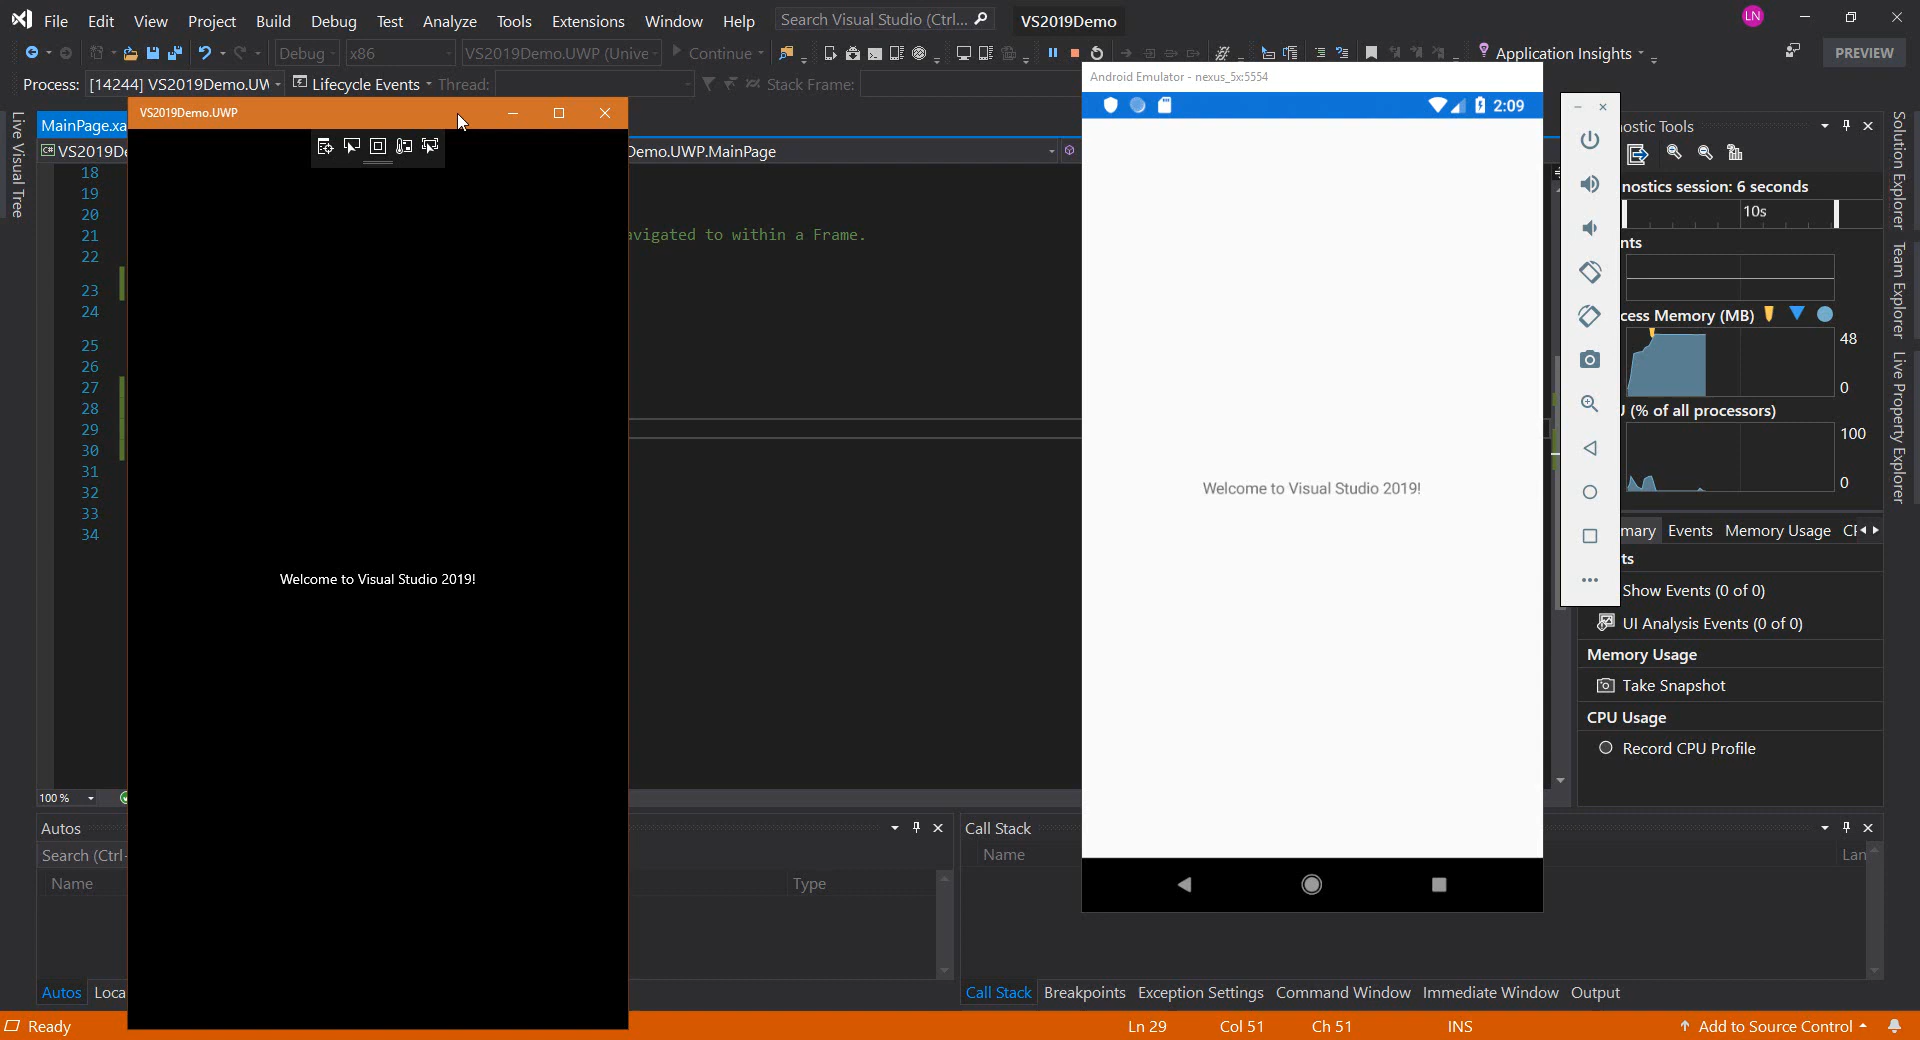 File Edit View Project Build Debug Test Analyze Tools Extensions Window Help Search Visual Studio (Ctrl... VS2019Demo LN
Debug x86 VS2019Demo.UWP (Unive Continue Application Insights PREVIEW
Process: [14244] VS2019Demo.UW Lifecycle Events Thread: Stack Frame:
Android Emulator - nexus_5x:5554
2:09
VS2019Demo.UWP
MainPage.xa
VS2019De
Demo.UWP.MainPage
Live Visual Tree
18
19
20
21 avigated to within a Frame.
22
23
24
25
26
27
28
29
30
31
32
33
34
Welcome to Visual Studio 2019!
Welcome to Visual Studio 2019!
100 %
nostic Tools
nostics session: 6 seconds
10s
nts
cess Memory (MB)
48
0
(% of all processors)
100
0
mary Events Memory Usage
ts
Show Events (0 of 0)
UI Analysis Events (0 of 0)
Memory Usage
Take Snapshot
CPU Usage
Record CPU Profile
Solution Explorer
Team Explorer
Live Property Explorer
Autos
Search (Ctrl-
Name Type
Autos Loca
Call Stack
Name Lan
Call Stack Breakpoints Exception Settings Command Window Immediate Window Output
Ready Ln 29 Col 51 Ch 51 INS Add to Source Control